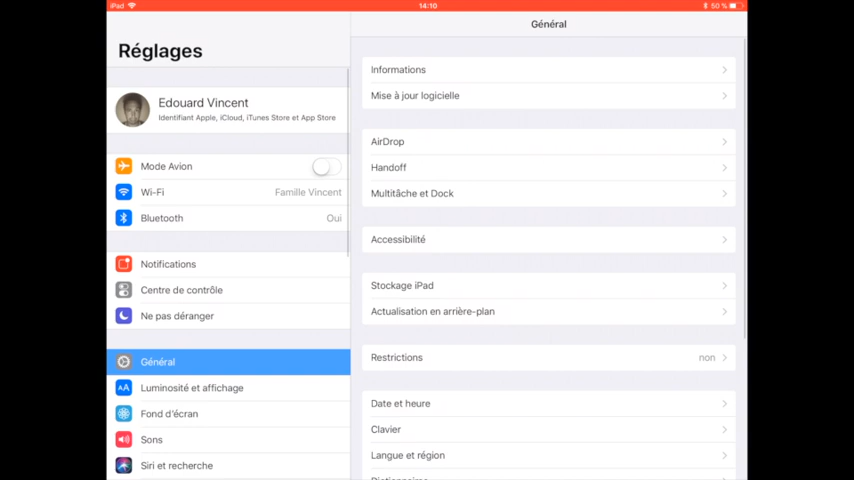 iPad
14:10
50 %
Réglages
Edouard Vincent
Identifiant Apple, iCloud, iTunes Store et App Store
Mode Avion
Wi-Fi Famille Vincent
Bluetooth Oui
Notifications
Centre de contrôle
Ne pas déranger
Général
AA Luminosité et affichage
Fond d'écran
Sons
Siri et recherche
Général
Informations
Mise à jour logicielle
AirDrop
Handoff
Multitâche et Dock
Accessibilité
Stockage iPad
Actualisation en arrière-plan
Restrictions non
Date et heure
Clavier
Langue et région